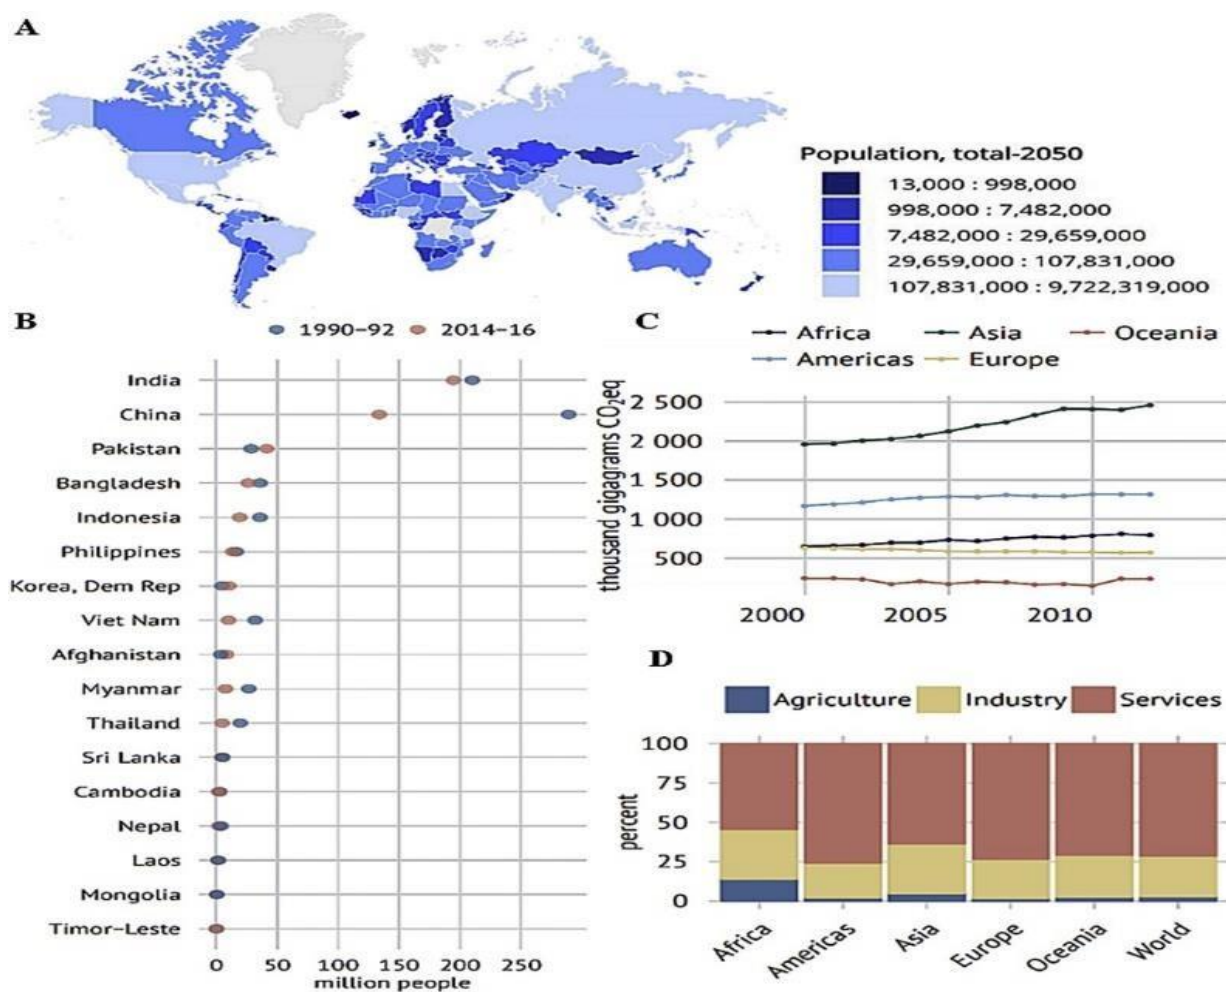 A
Population, total-2050
13,000 : 998,000
998,000 : 7,482,000
7,482,000 : 29,659,000
29,659,000 : 107,831,000
107,831,000 : 9,722,319,000
B
1990-92 2014-16
India
China
Pakistan
Bangladesh
Indonesia
Philippines
Korea, Dem Rep
Viet Nam
Afghanistan
Myanmar
Thailand
Sri Lanka
Cambodia
Nepal
Laos
Mongolia
Timor-Leste
0 50 100 150 200 250
million people
C
Africa Asia Oceania
Americas Europe
thousand gigagrams CO₂eq
2 500
2 000
1 500
1 000
500
2000 2005 2010
D
Agriculture Industry Services
percent
100
75
50
25
0
Africa Americas Asia Europe Oceania World